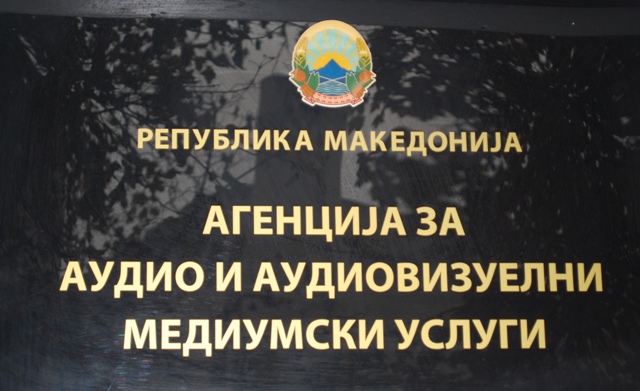 РЕПУБЛИКА МАКЕДОНИЈА
АГЕНЦИЈА ЗА
АУДИО И АУДИОВИЗУЕЛНИ
МЕДИУМСКИ УСЛУГИ